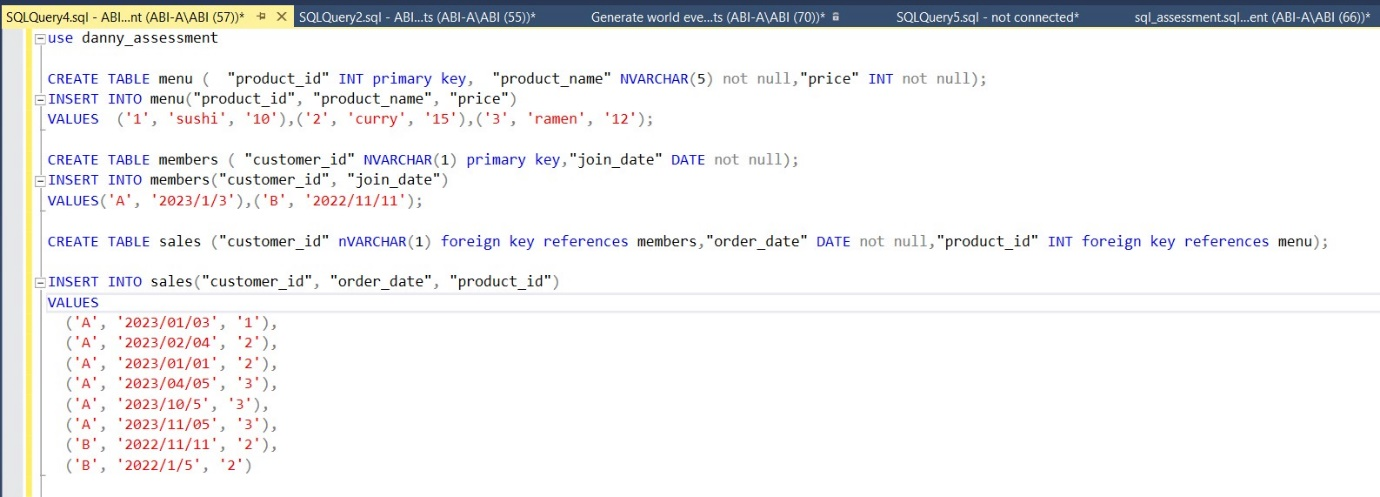 SQLQuery4.sql - ABI...nt (ABI-A\ABI (57))* SQLQuery2.sql - ABI...ts (ABI-A\ABI (55))* Generate world eve...ts (ABI-A\ABI (70))* SQLQuery5.sql - not connected* sql_assessment.sql...ent (ABI-A\ABI (66))*
use danny_assessment
CREATE TABLE menu (  "product_id" INT primary key,  "product_name" NVARCHAR(5) not null,"price" INT not null);
INSERT INTO menu("product_id", "product_name", "price")
VALUES  ('1', 'sushi', '10'),('2', 'curry', '15'),('3', 'ramen', '12');
CREATE TABLE members ( "customer_id" NVARCHAR(1) primary key,"join_date" DATE not null);
INSERT INTO members("customer_id", "join_date")
VALUES('A', '2023/1/3'),('B', '2022/11/11');
CREATE TABLE sales ("customer_id" nVARCHAR(1) foreign key references members,"order_date" DATE not null,"product_id" INT foreign key references menu);
INSERT INTO sales("customer_id", "order_date", "product_id")
VALUES
('A', '2023/01/03', '1'),
('A', '2023/02/04', '2'),
('A', '2023/01/01', '2'),
('A', '2023/04/05', '3'),
('A', '2023/10/5', '3'),
('A', '2023/11/05', '3'),
('B', '2022/11/11', '2'),
('B', '2022/1/5', '2')